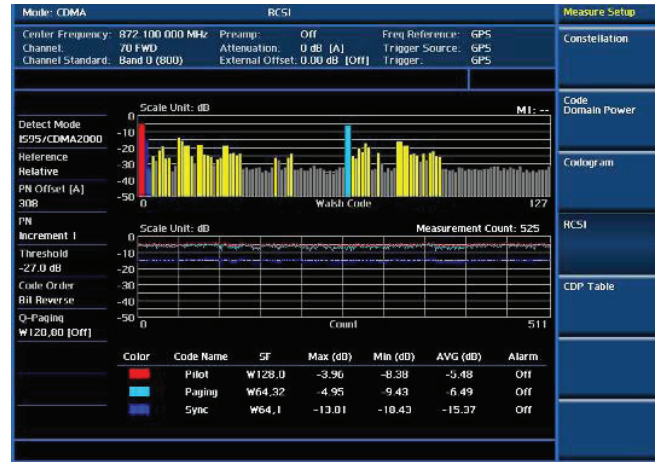 Mode: CDMA RCSI Measure Setup
Center Frequency: 872.100 000 MHz Preamp: Off Freq Reference: GPS
Channel: 70 FWD Attenuation: 0 dB [A] Trigger Source: GPS
Channel Standard: Band 0 (800) External Offset: 0.00 dB [Off] Trigger: GPS
Constellation
Code
Domain Power
Codogram
RCSI
CDP Table
Detect Mode
IS95/CDMA2000
Reference
Relative
PN Offset [A]
308
PN
Increment 1
Threshold
-27.0 dB
Code Order
Bit Reverse
Q-Paging
W128,80 [Off]
Scale Unit: dB M1: --
0
-10
-20
-30
-40
-50
0 Walsh Code 127
Scale Unit: dB Measurement Count: 525
0
-10
-20
-30
-40
-50
0 Count 511
Color Code Name SF Max (dB) Min (dB) AVG (dB) Alarm
Pilot W128,0 -3.96 -8.38 -5.48 Off
Paging W64,32 -4.95 -9.43 -6.49 Off
Sync W64,1 -13.01 -18.43 -15.37 Off